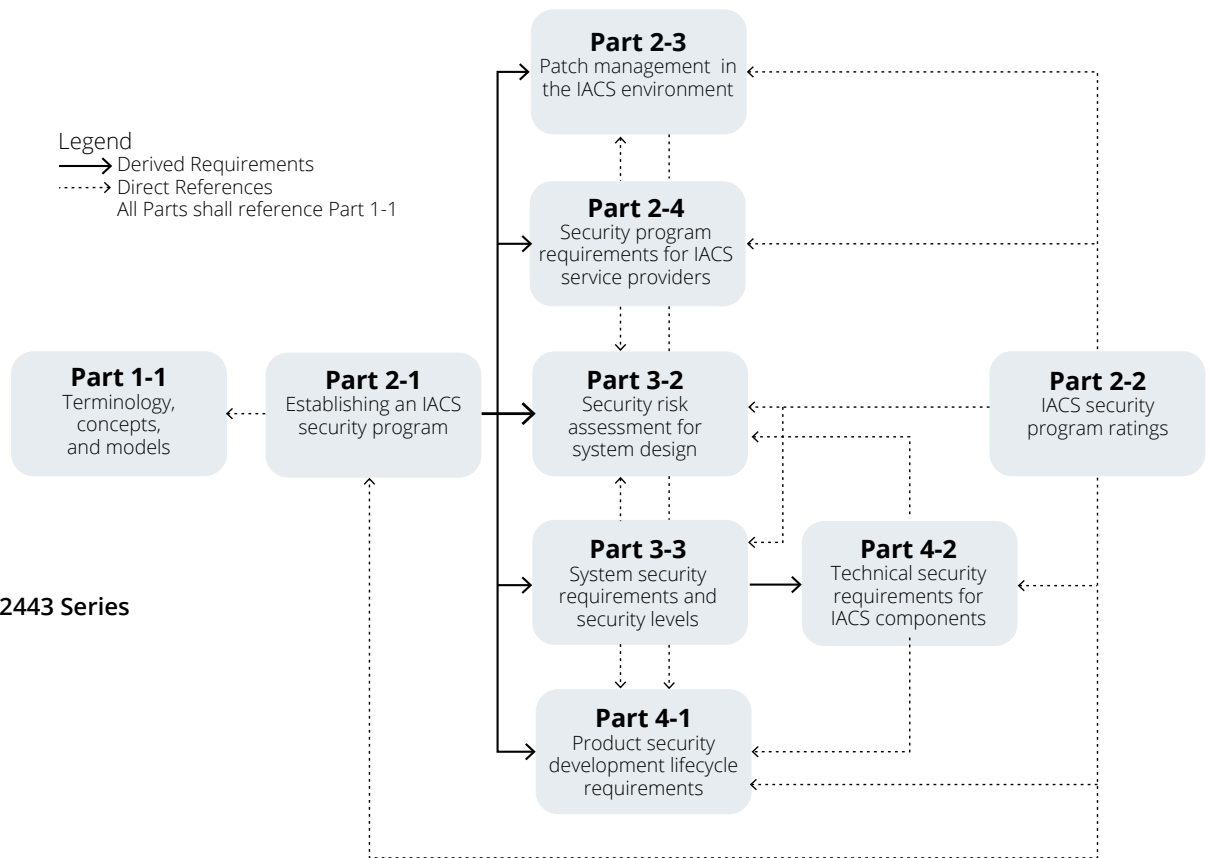 Part 2-3
Patch management in
the IACS environment
Legend
Derived Requirements
Direct References
All Parts shall reference Part 1-1
Part 2-4
Security program
requirements for IACS
service providers
Part 1-1
Terminology,
concepts,
and models
Part 2-1
Establishing an IACS
security program
Part 3-2
Security risk
assessment for
system design
Part 2-2
IACS security
program ratings
Part 3-3
System security
requirements and
security levels
Part 4-2
Technical security
requirements for
IACS components
2443 Series
Part 4-1
Product security
development lifecycle
requirements